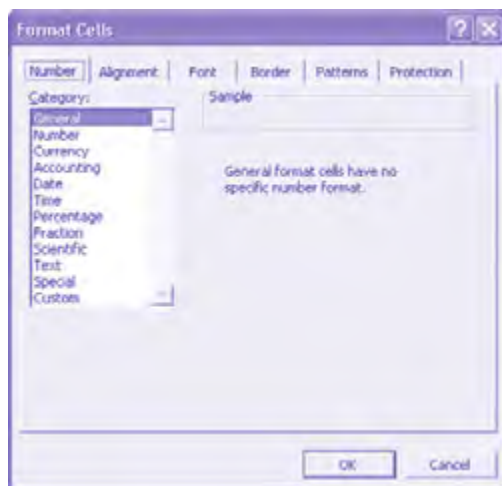 Format Cells
Number Alignment Font Border Patterns Protection
Category:
General
Number
Currency
Accounting
Date
Time
Percentage
Fraction
Scientific
Text
Special
Custom
Sample
General format cells have no
specific number format.
OK Cancel